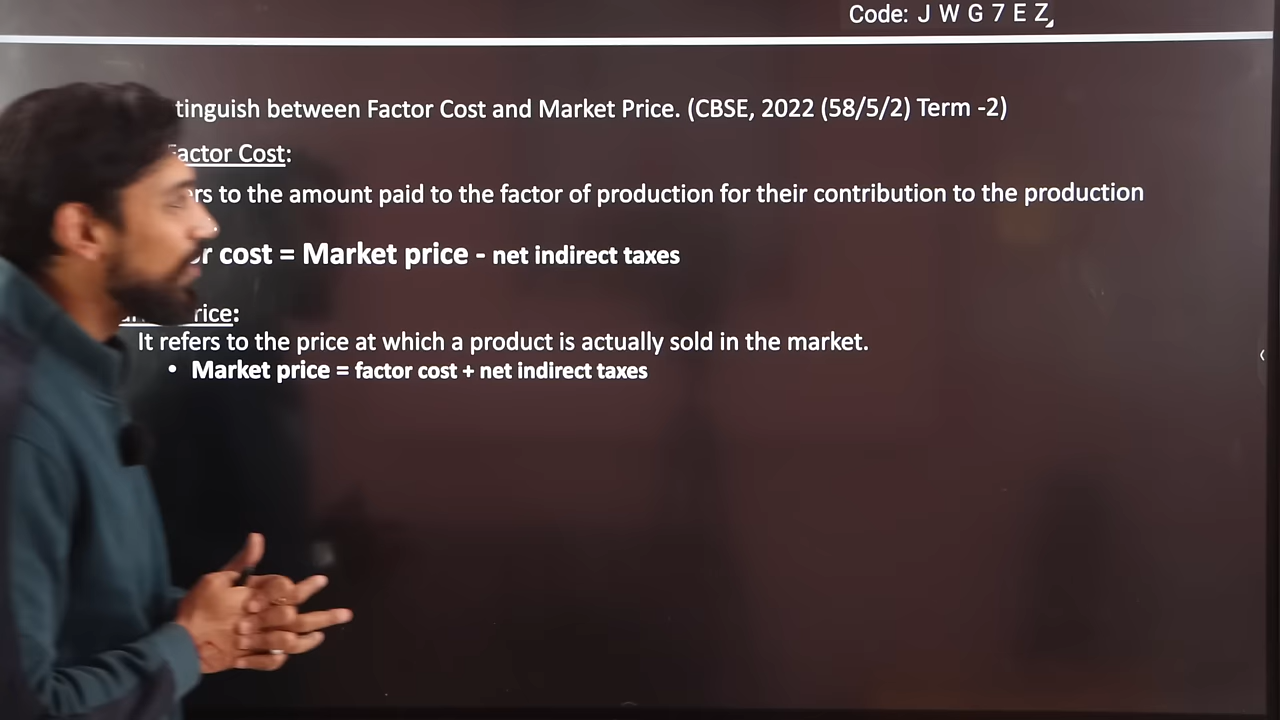 Code: J W G 7 E Z
between Factor Cost and Market Price. (CBSE, 2022 (58/5/2) Term -2)
Factor Cost:
to the amount paid to the factor of production for their contribution to the production
cost = Market price - net indirect taxes
It refers to the price at which a product is actually sold in the market.
• Market price = factor cost + net indirect taxes